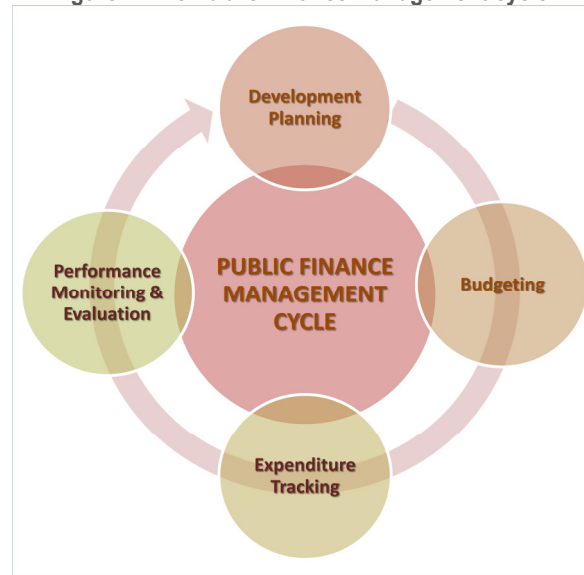 Development
Planning
PUBLIC FINANCE
MANAGEMENT
CYCLE
Budgeting
Performance
Monitoring &
Evaluation
Expenditure
Tracking